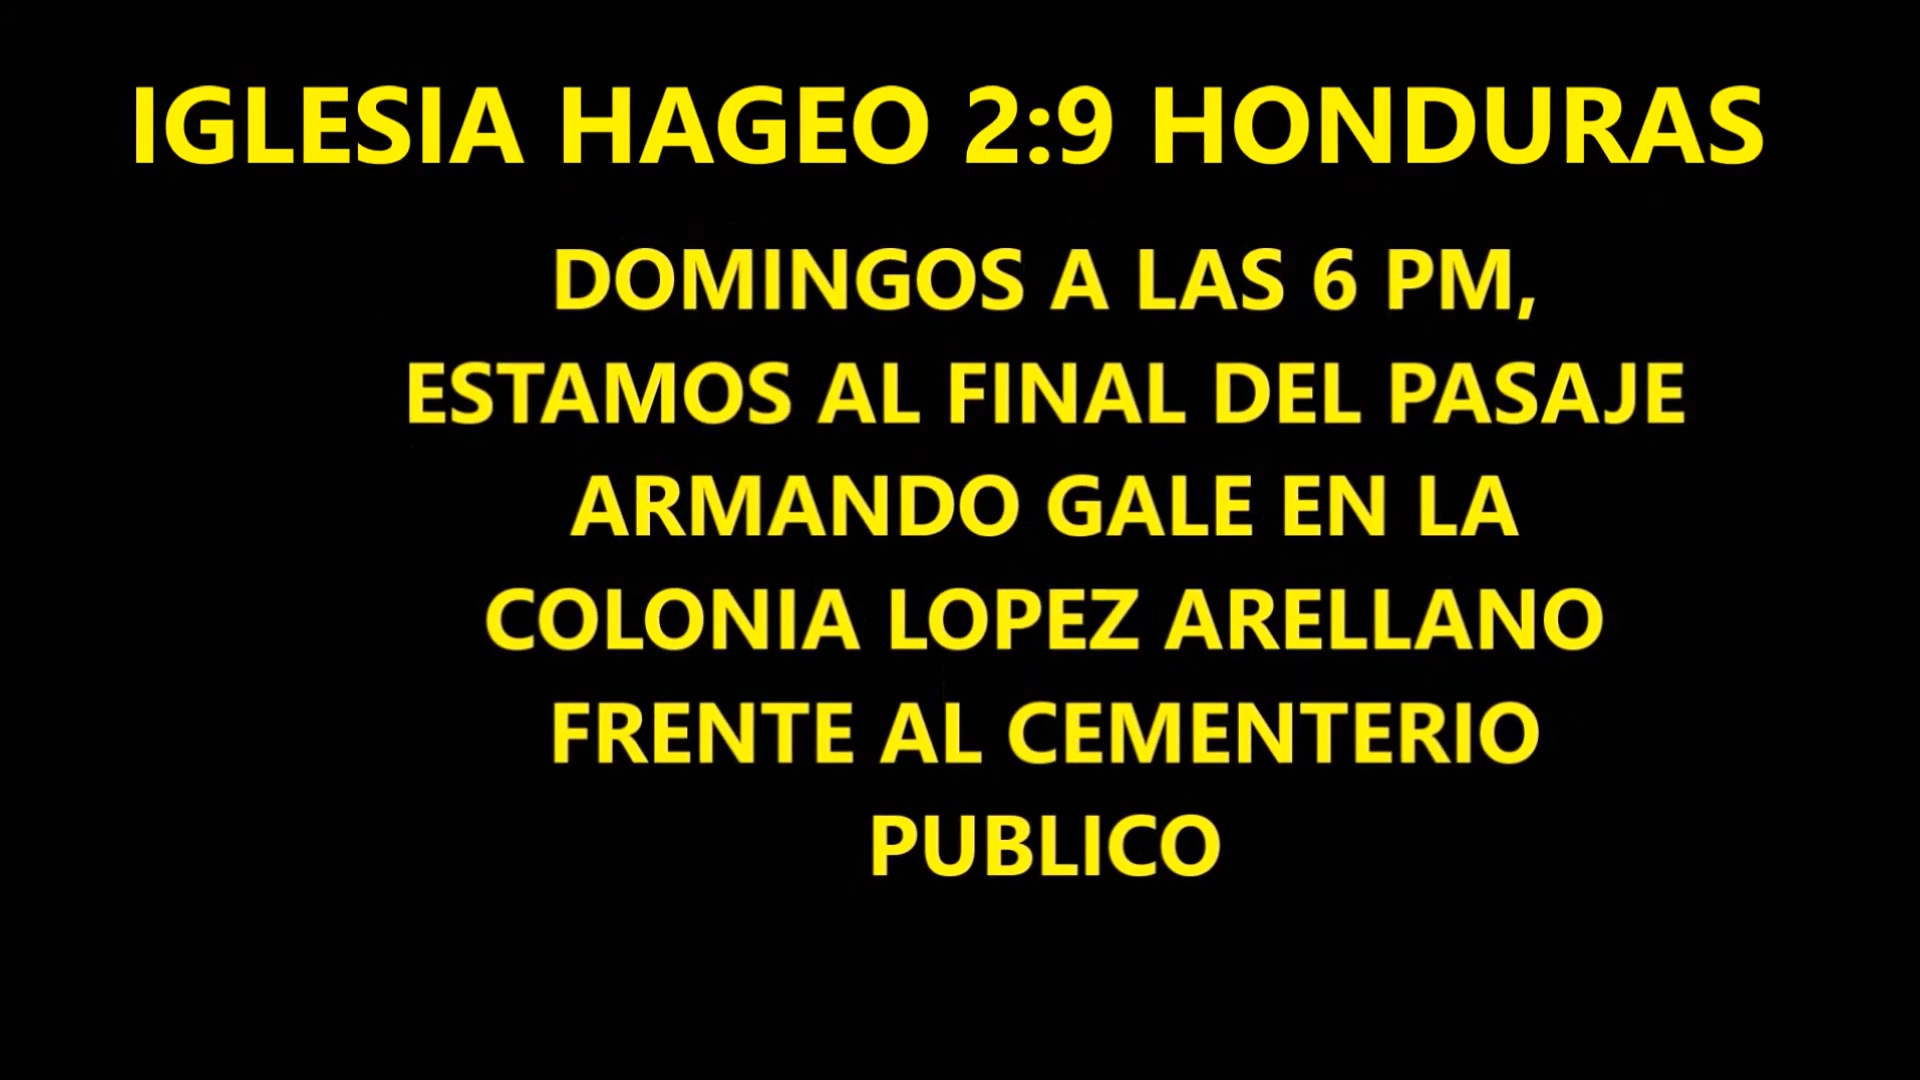 IGLESIA HAGEO 2:9 HONDURAS
DOMINGOS A LAS 6 PM,
ESTAMOS AL FINAL DEL PASAJE
ARMANDO GALE EN LA
COLONIA LOPEZ ARELLANO
FRENTE AL CEMENTERIO
PUBLICO